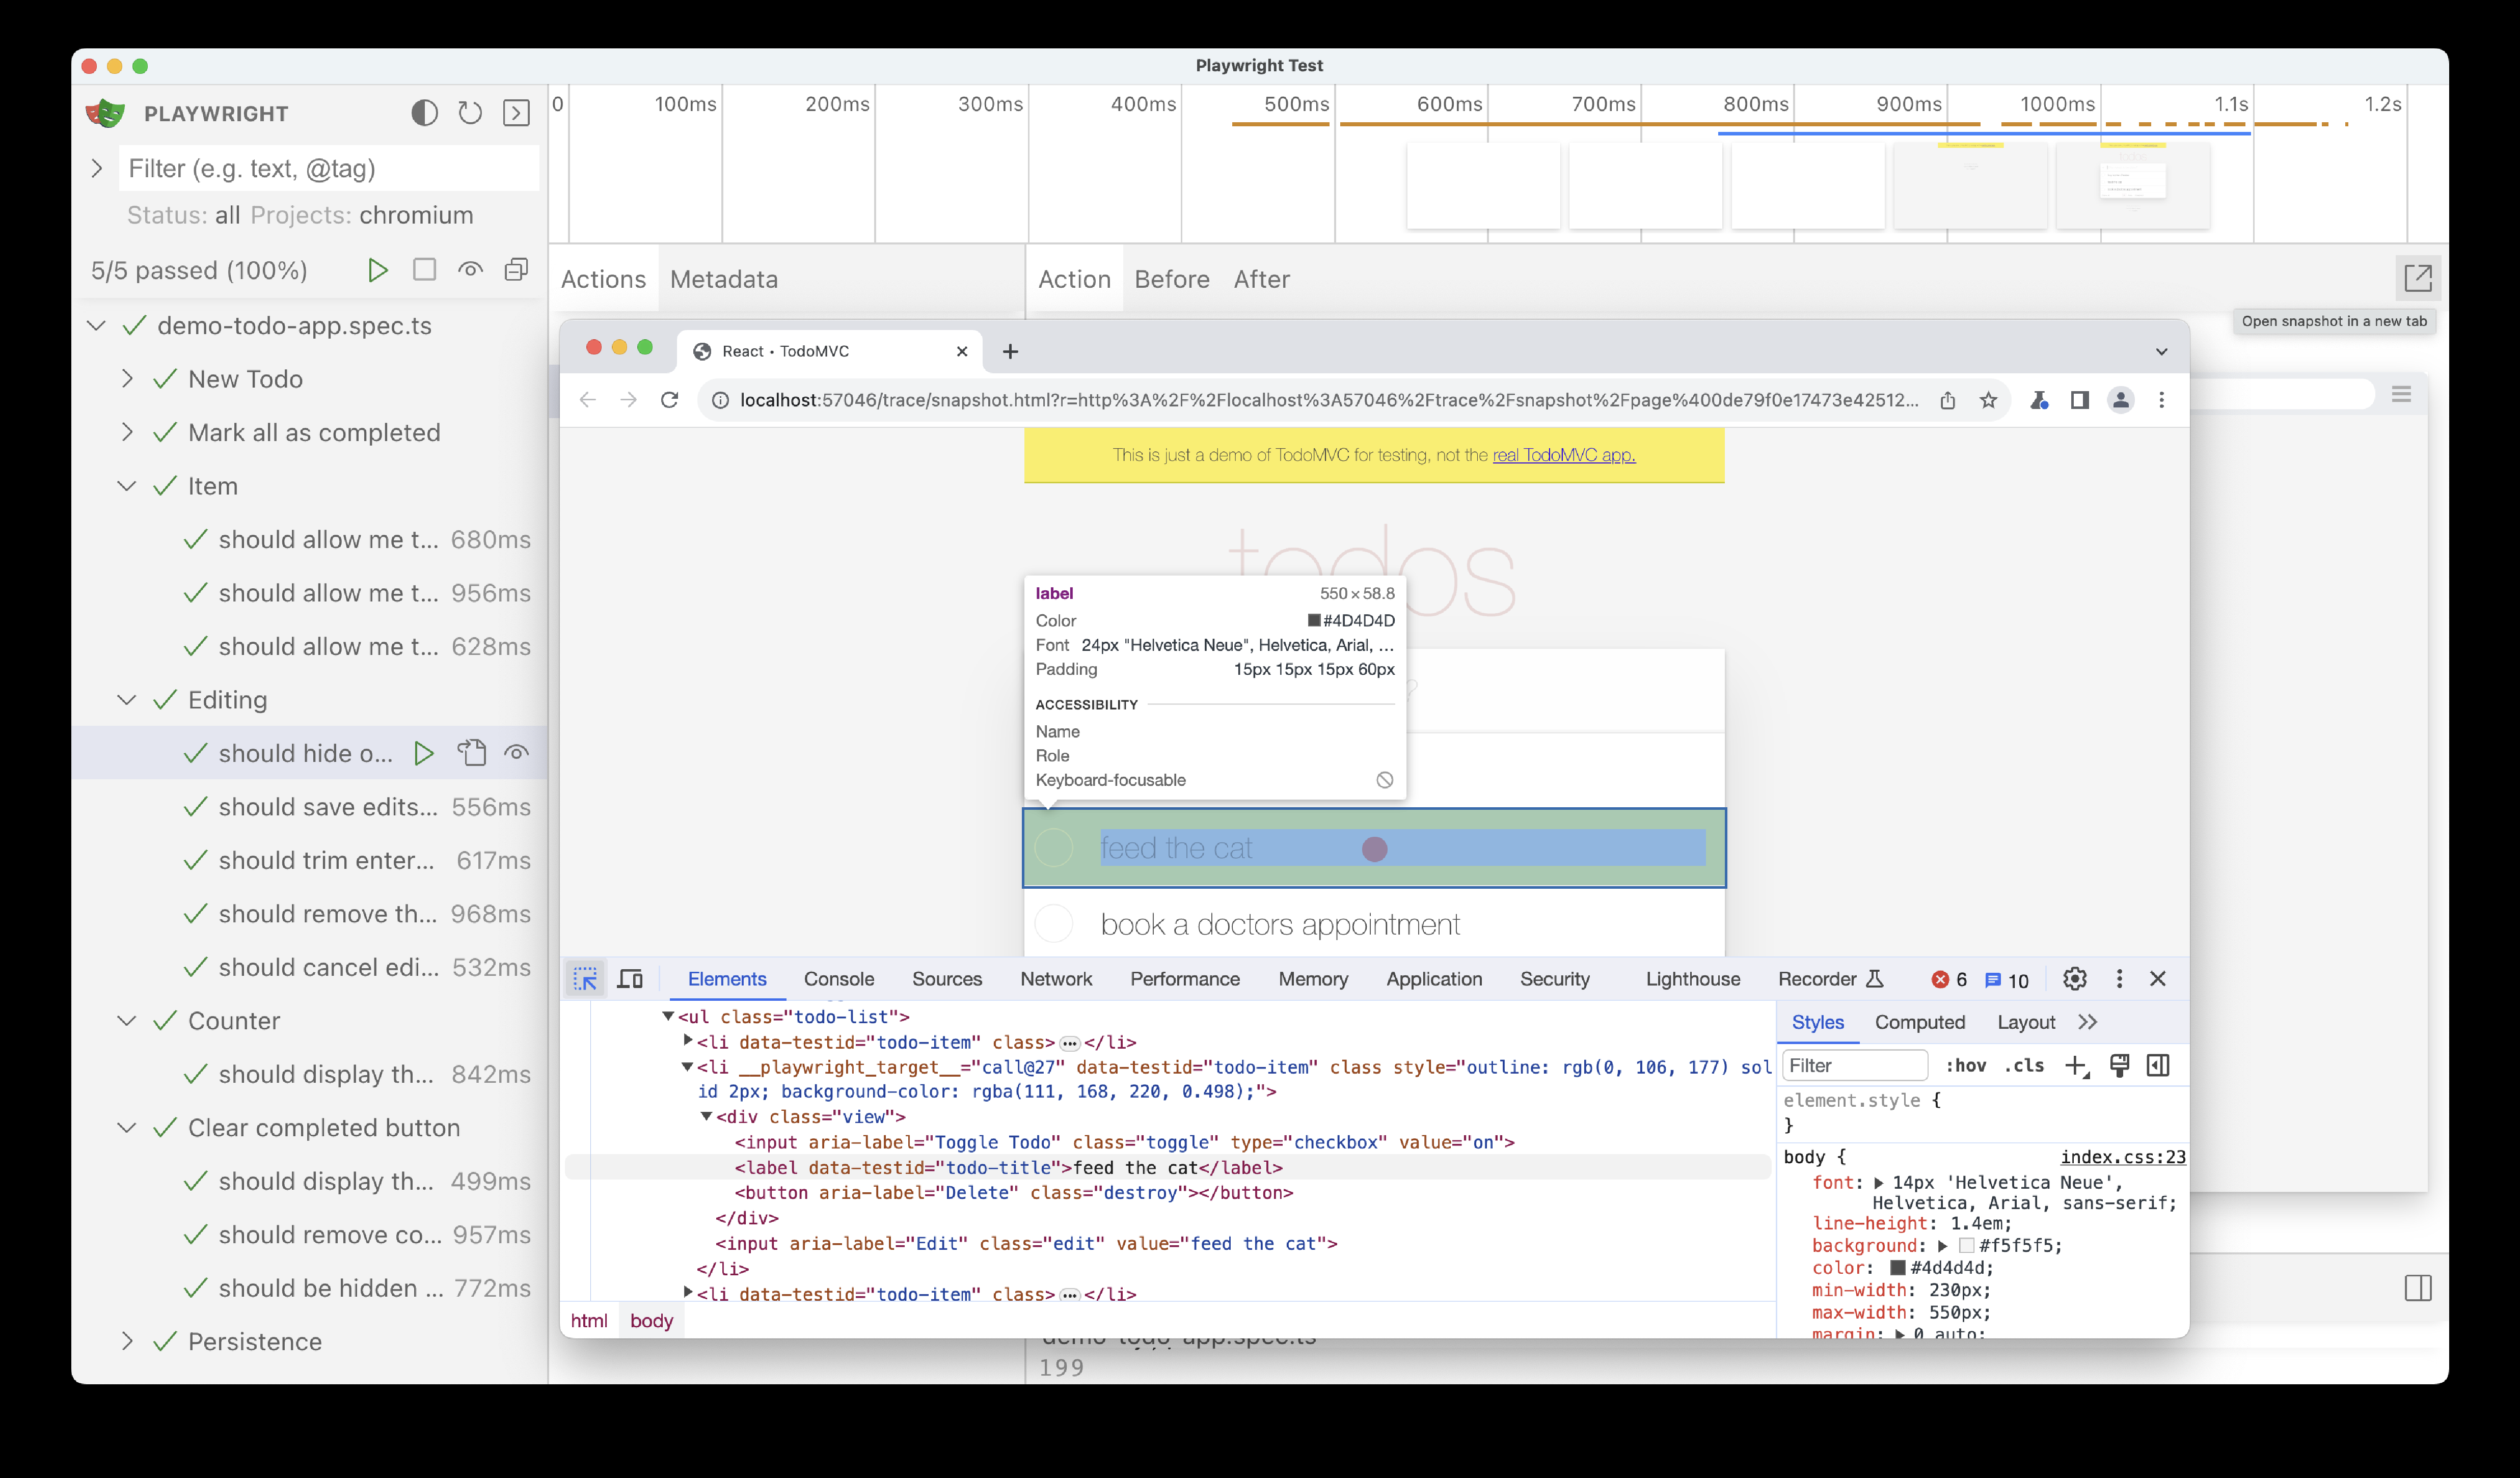 Playwright Test
PLAYWRIGHT
Filter (e.g. text, @tag)
Status: all Projects: chromium
5/5 passed (100%)
demo-todo-app.spec.ts
New Todo
Mark all as completed
Item
should allow me t... 680ms
should allow me t... 956ms
should allow me t... 628ms
Editing
should hide o...
should save edits... 556ms
should trim enter... 617ms
should remove th... 968ms
should cancel edi... 532ms
Counter
should display th... 842ms
Clear completed button
should display th... 499ms
should remove co... 957ms
should be hidden ... 772ms
Persistence
0 100ms 200ms 300ms 400ms 500ms 600ms 700ms 800ms 900ms 1000ms 1.1s 1.2s
Actions Metadata
Action Before After
Open snapshot in a new tab
React • TodoMVC
localhost:57046/trace/snapshot.html?r=http%3A%2F%2Flocalhost%3A57046%2Ftrace%2Fsnapshot%2Fpage%400de79f0e17473e42512...
This is just a demo of TodoMVC for testing, not the real TodoMVC app.
todos
label 550 × 58.8
Color #4D4D4D
Font 24px "Helvetica Neue", Helvetica, Arial, ...
Padding 15px 15px 15px 60px
ACCESSIBILITY
Name
Role
Keyboard-focusable
feed the cat
book a doctors appointment
Elements Console Sources Network Performance Memory Application Security Lighthouse Recorder 6 10
<ul class="todo-list">
<li data-testid="todo-item" class>…</li>
<li __playwright_target__="call@27" data-testid="todo-item" class style="outline: rgb(0, 106, 177) sol
id 2px; background-color: rgba(111, 168, 220, 0.498);">
<div class="view">
<input aria-label="Toggle Todo" class="toggle" type="checkbox" value="on">
<label data-testid="todo-title">feed the cat</label>
<button aria-label="Delete" class="destroy"></button>
</div>
<input aria-label="Edit" class="edit" value="feed the cat">
</li>
<li data-testid="todo-item" class>…</li>
html body
Styles Computed Layout
Filter :hov .cls
element.style {
}
body { index.css:23
font: 14px 'Helvetica Neue',
Helvetica, Arial, sans-serif;
line-height: 1.4em;
background: #f5f5f5;
color: #4d4d4d;
min-width: 230px;
max-width: 550px;
margin: 0 auto;
demo-todo-app.spec.ts
199